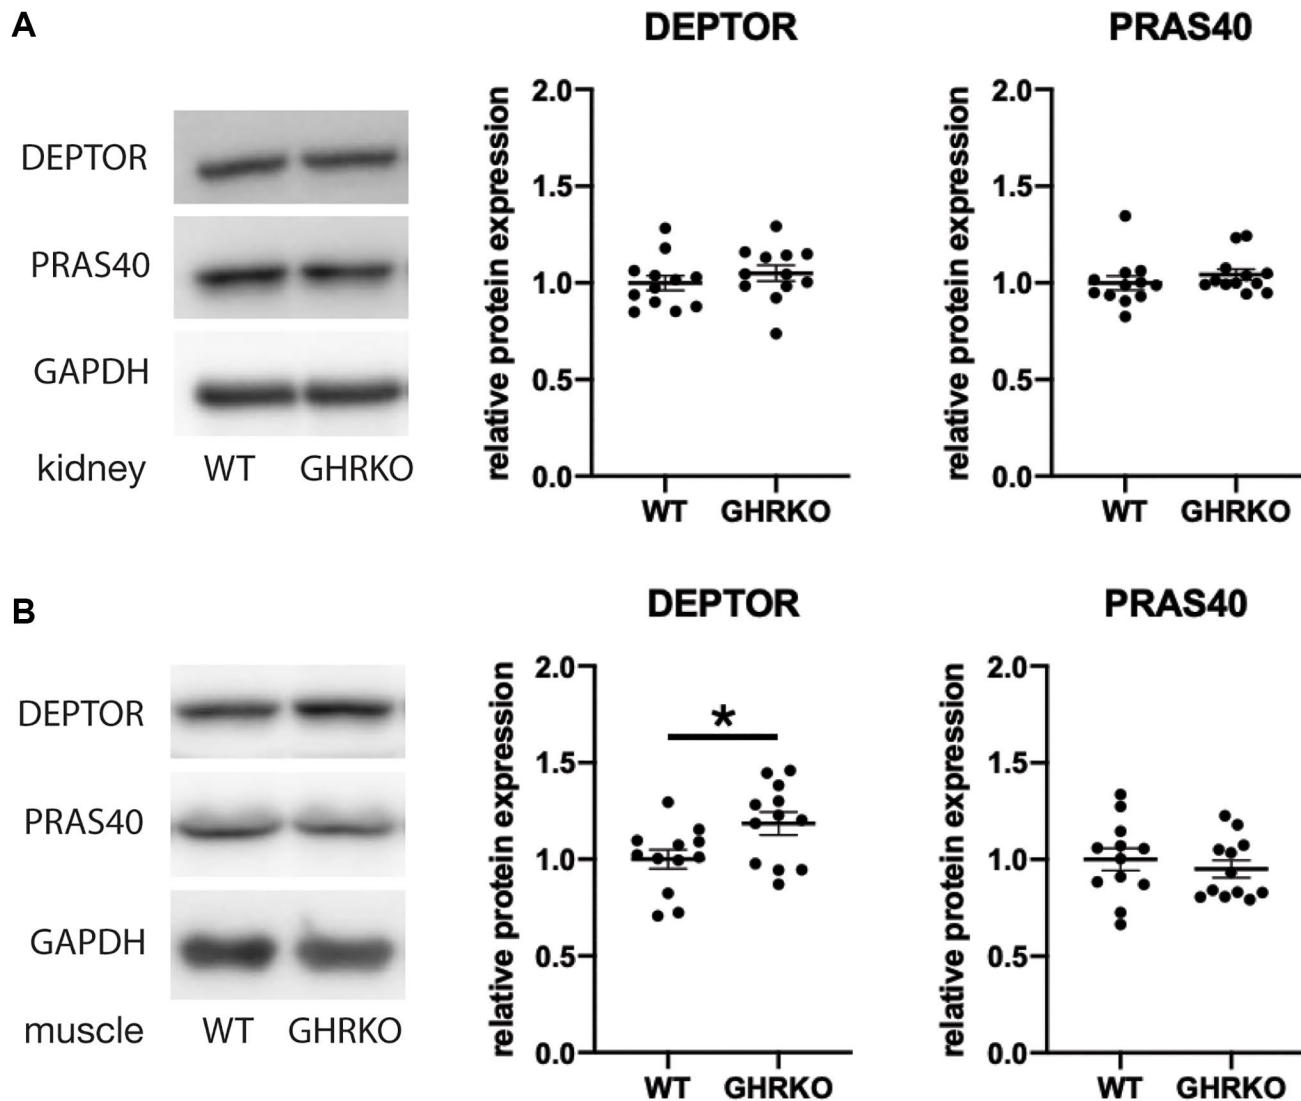 A
DEPTOR
PRAS40
GAPDH
kidney WT GHRKO
DEPTOR
relative protein expression
2.0
1.5
1.0
0.5
0.0
WT GHRKO
PRAS40
relative protein expression
2.0
1.5
1.0
0.5
0.0
WT GHRKO
B
DEPTOR
PRAS40
GAPDH
muscle WT GHRKO
DEPTOR
relative protein expression
2.0
1.5
1.0
0.5
0.0
*
WT GHRKO
PRAS40
relative protein expression
2.0
1.5
1.0
0.5
0.0
WT GHRKO